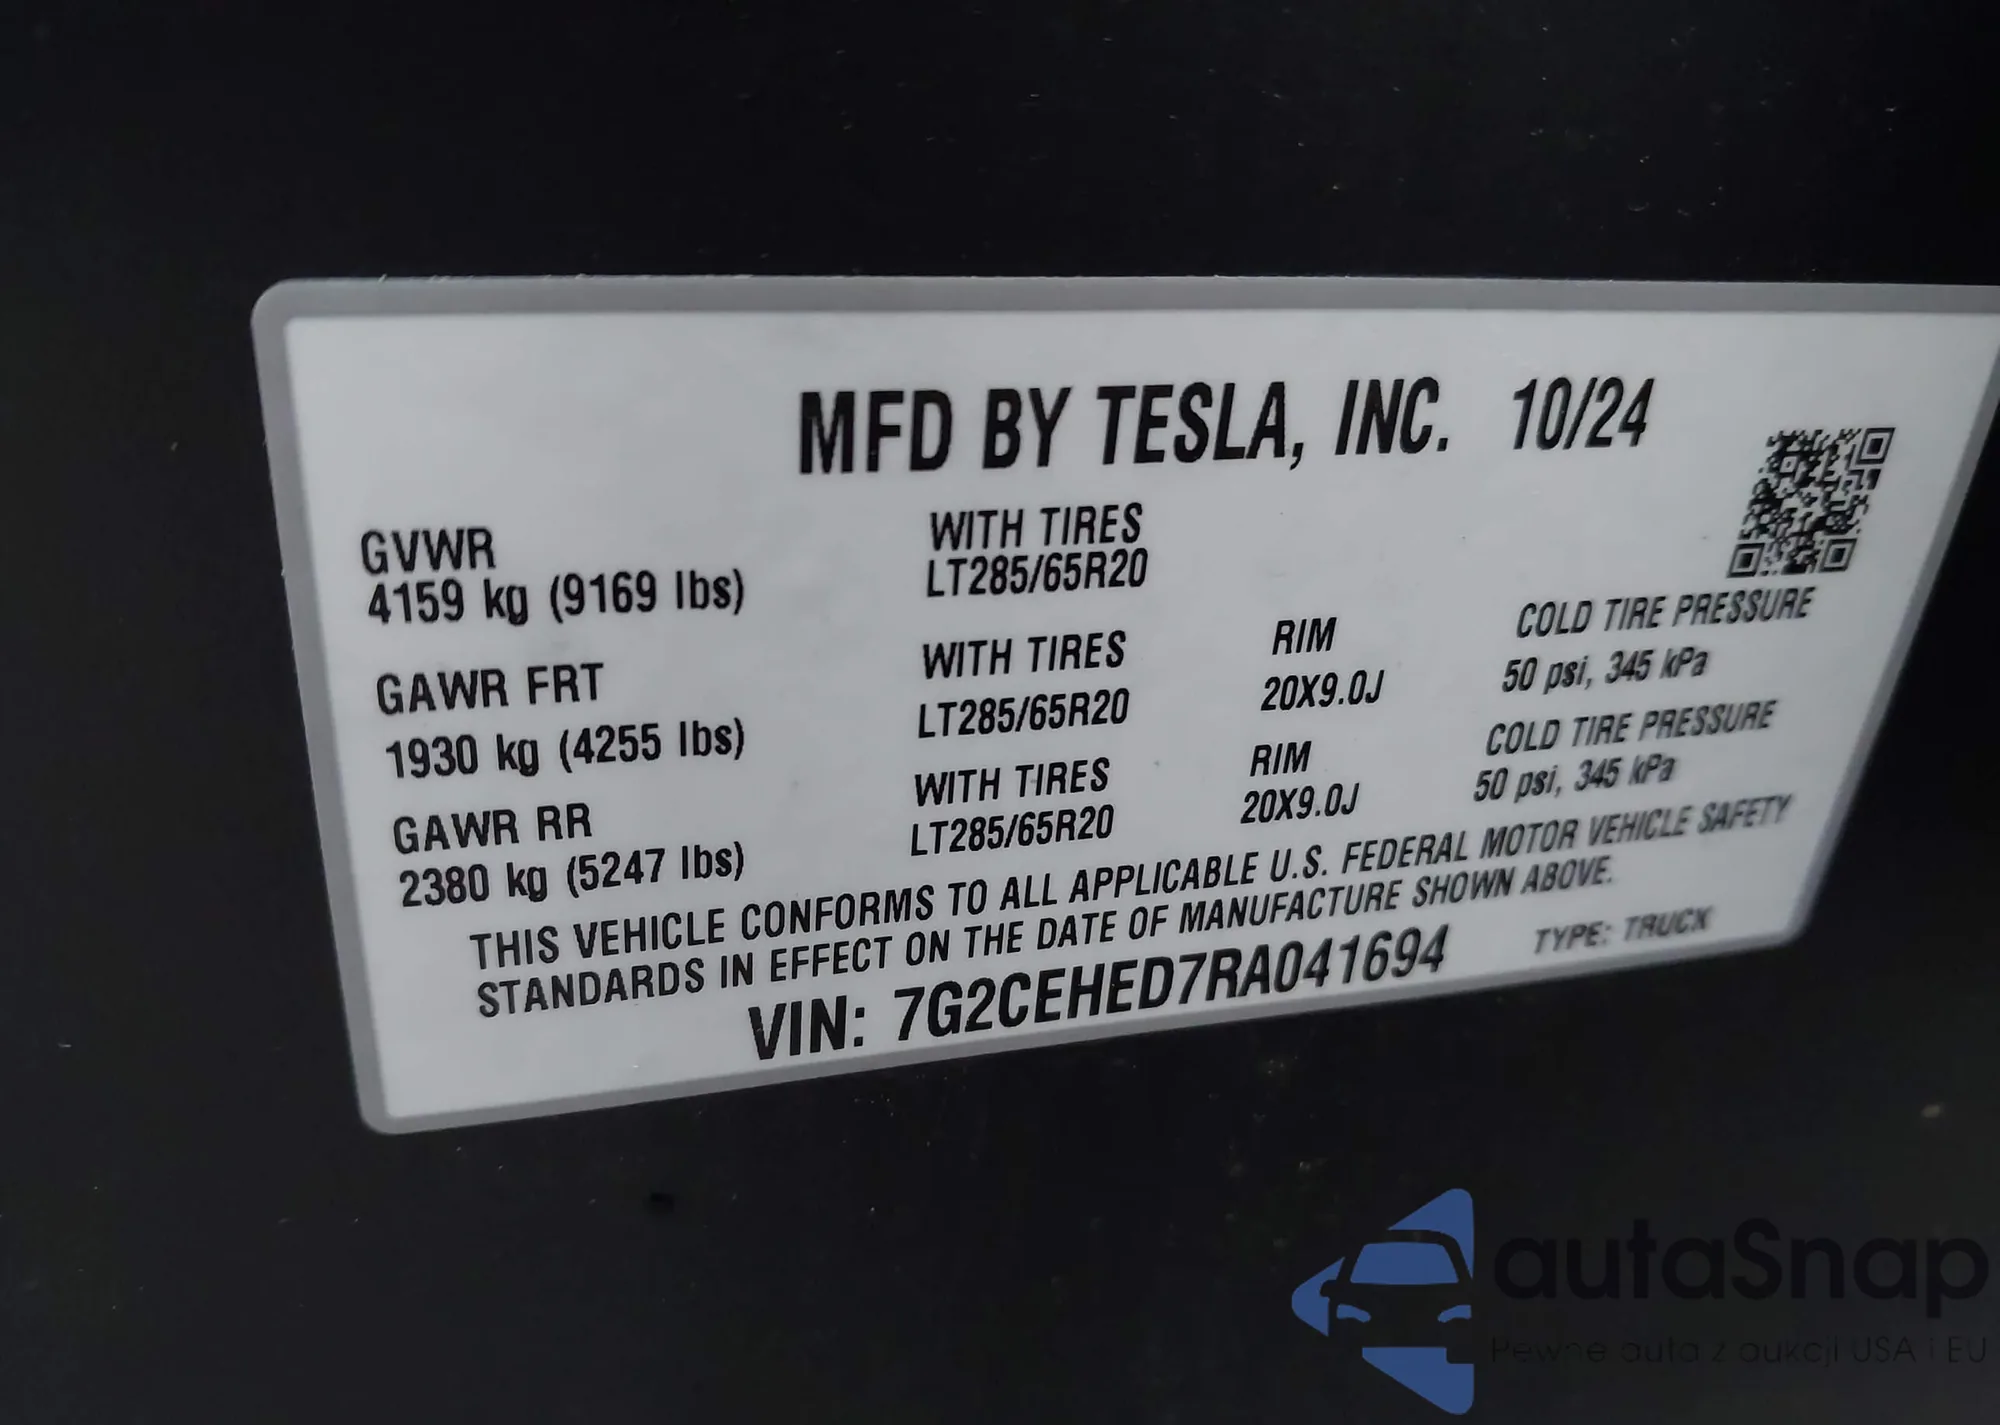 MFD BY TESLA, INC. 10/24
GVWR
4159 kg (9169 lbs)
WITH TIRES
LT285/65R20
GAWR FRT
1930 kg (4255 lbs)
WITH TIRES
LT285/65R20
RIM
20X9.0J
COLD TIRE PRESSURE
50 psi, 345 kPa
GAWR RR
2380 kg (5247 lbs)
WITH TIRES
LT285/65R20
RIM
20X9.0J
COLD TIRE PRESSURE
50 psi, 345 kPa
THIS VEHICLE CONFORMS TO ALL APPLICABLE U.S. FEDERAL MOTOR VEHICLE SAFETY
STANDARDS IN EFFECT ON THE DATE OF MANUFACTURE SHOWN ABOVE.
VIN: 7G2CEHED7RA041694
TYPE: TRUCK
autaSnap
Pewne auta z aukcji USA i EU